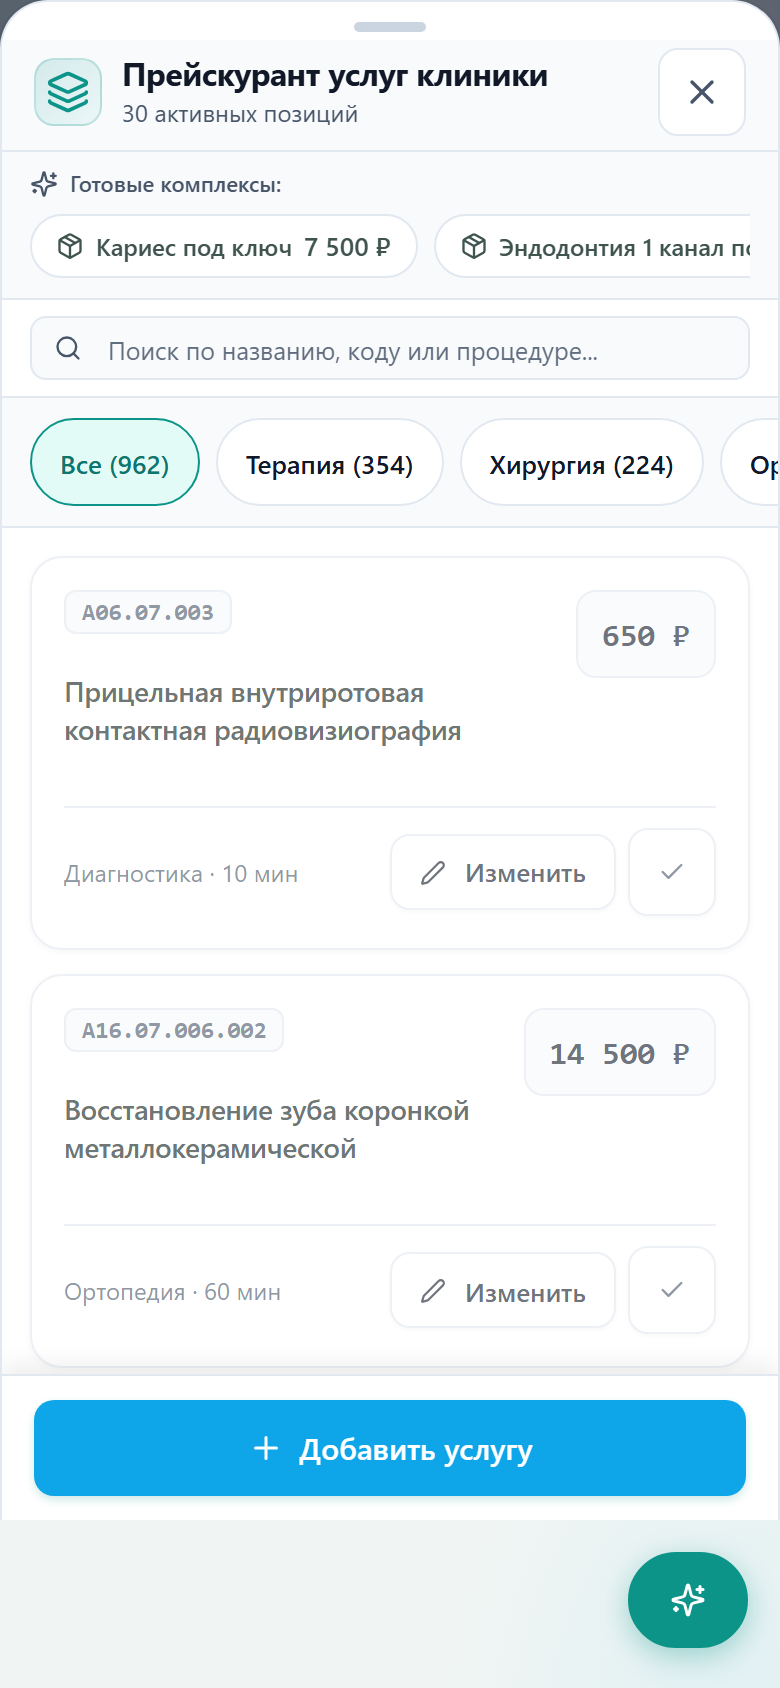 Прейскурант услуг клиники
30 активных позиций
Готовые комплексы:
Кариес под ключ 7 500 ₽
Эндодонтия 1 канал
Поиск по названию, коду или процедуре...
Все (962)
Терапия (354)
Хирургия (224)
A06.07.003
650 ₽
Прицельная внутриротовая
контактная радиовизиография
Диагностика · 10 мин
Изменить
A16.07.006.002
14 500 ₽
Восстановление зуба коронкой
металлокерамической
Ортопедия · 60 мин
Изменить
Добавить услугу